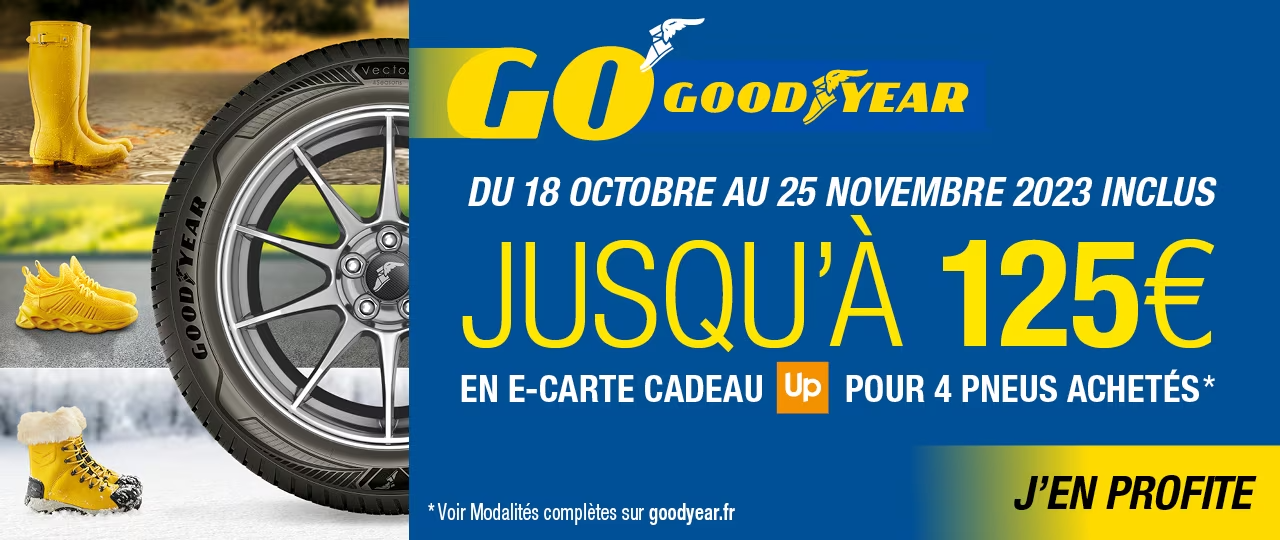 GO GOODYEAR
DU 18 OCTOBRE AU 25 NOVEMBRE 2023 INCLUS
JUSQU'À 125€
EN E-CARTE CADEAU Up POUR 4 PNEUS ACHETÉS*
J'EN PROFITE
*Voir Modalités complètes sur goodyear.fr
GOODYEAR